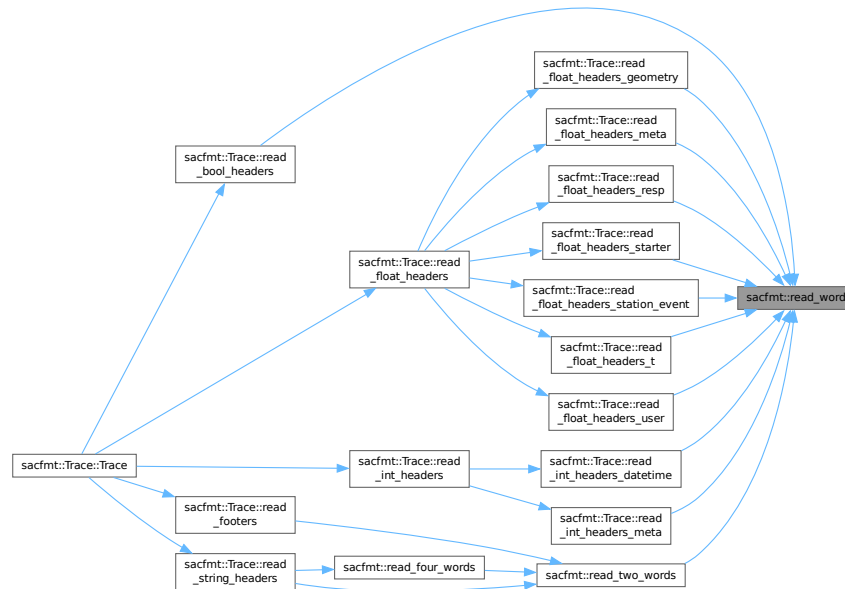 sacfmt::Trace::read
_float_headers_geometry
sacfmt::Trace::read
_float_headers_meta
sacfmt::Trace::read
_bool_headers
sacfmt::Trace::read
_float_headers_resp
sacfmt::Trace::read
_float_headers_starter
sacfmt::Trace::read
_float_headers
sacfmt::Trace::read
_float_headers_station_event
sacfmt::read_word
sacfmt::Trace::read
_float_headers_t
sacfmt::Trace::read
_float_headers_user
sacfmt::Trace::Trace
sacfmt::Trace::read
_int_headers
sacfmt::Trace::read
_int_headers_datetime
sacfmt::Trace::read
_footers
sacfmt::Trace::read
_int_headers_meta
sacfmt::Trace::read
_string_headers
sacfmt::read_four_words
sacfmt::read_two_words